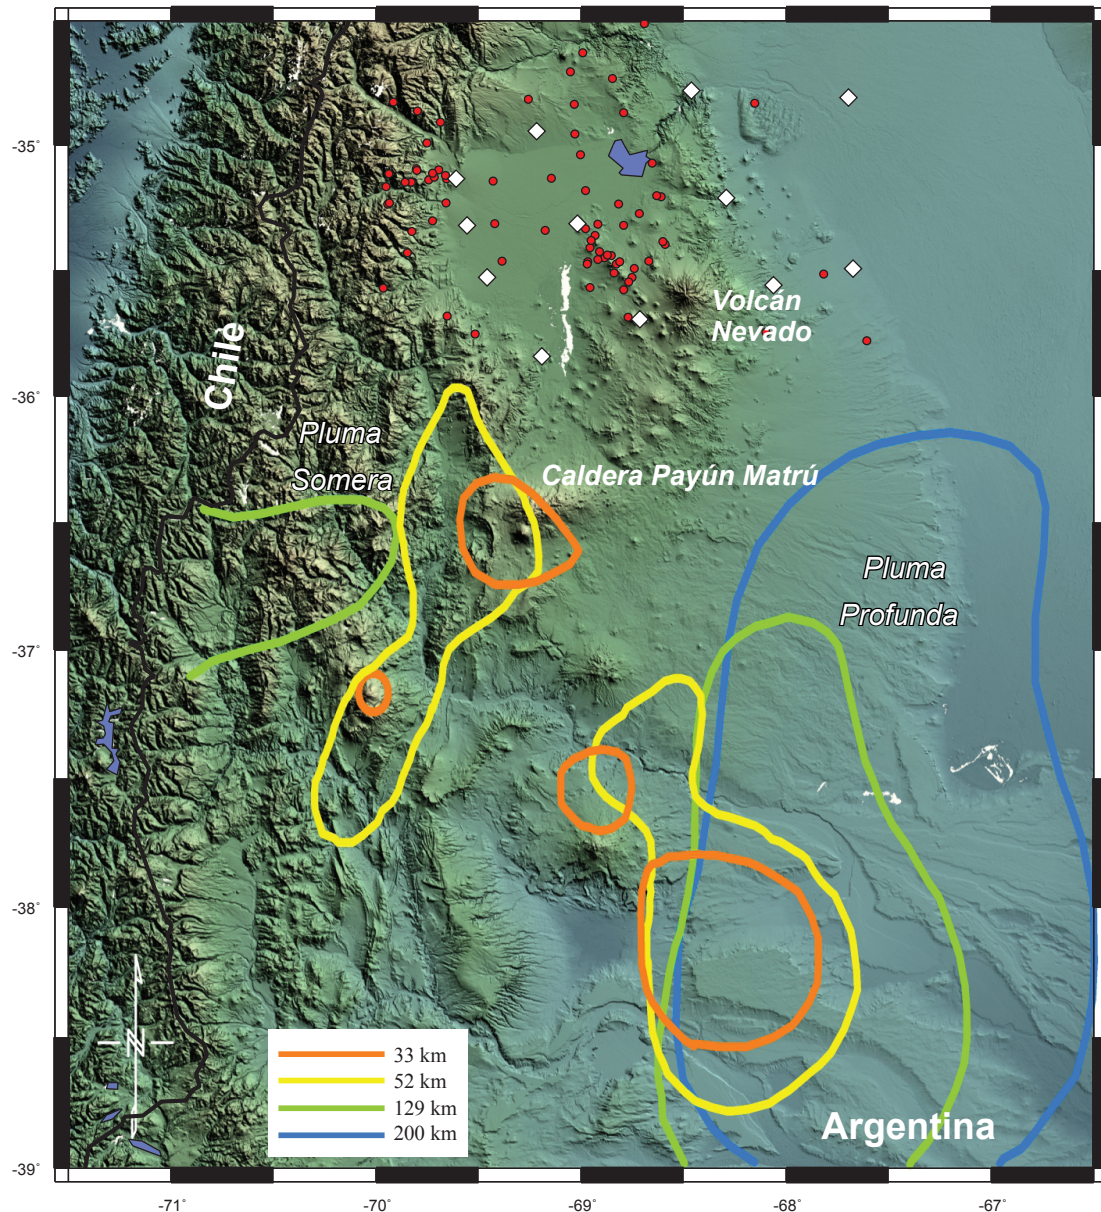 -35°
-36°
-37°
-38°
-39°
Chile
Volcán
Nevado
Pluma
Somera
Caldera Payún Matrú
Pluma
Profunda
N
33 km
52 km
129 km
200 km
Argentina
-71°
-70°
-69°
-68°
-67°